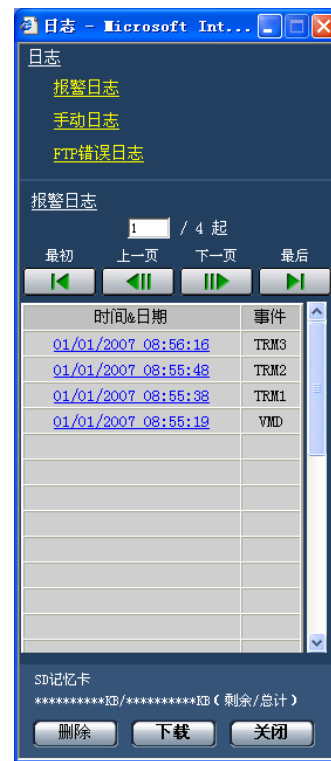 日志 - Microsoft Int...
日志
报警日志
手动日志
FTP错误日志
报警日志
1 / 4 起
最初 上一页 下一页 最后
时间&日期 事件
01/01/2007 08:56:16 TRM3
01/01/2007 08:55:48 TRM2
01/01/2007 08:55:38 TRM1
01/01/2007 08:55:19 VMD
SD记忆卡
**********KB/**********KB(剩余/总计)
删除 下载 关闭